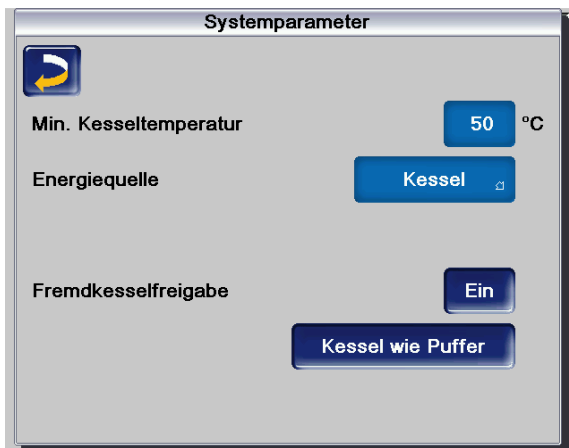 Systemparameter
Min. Kesseltemperatur 50 °C
Energiequelle Kessel
Fremdkesselfreigabe Ein
Kessel wie Puffer